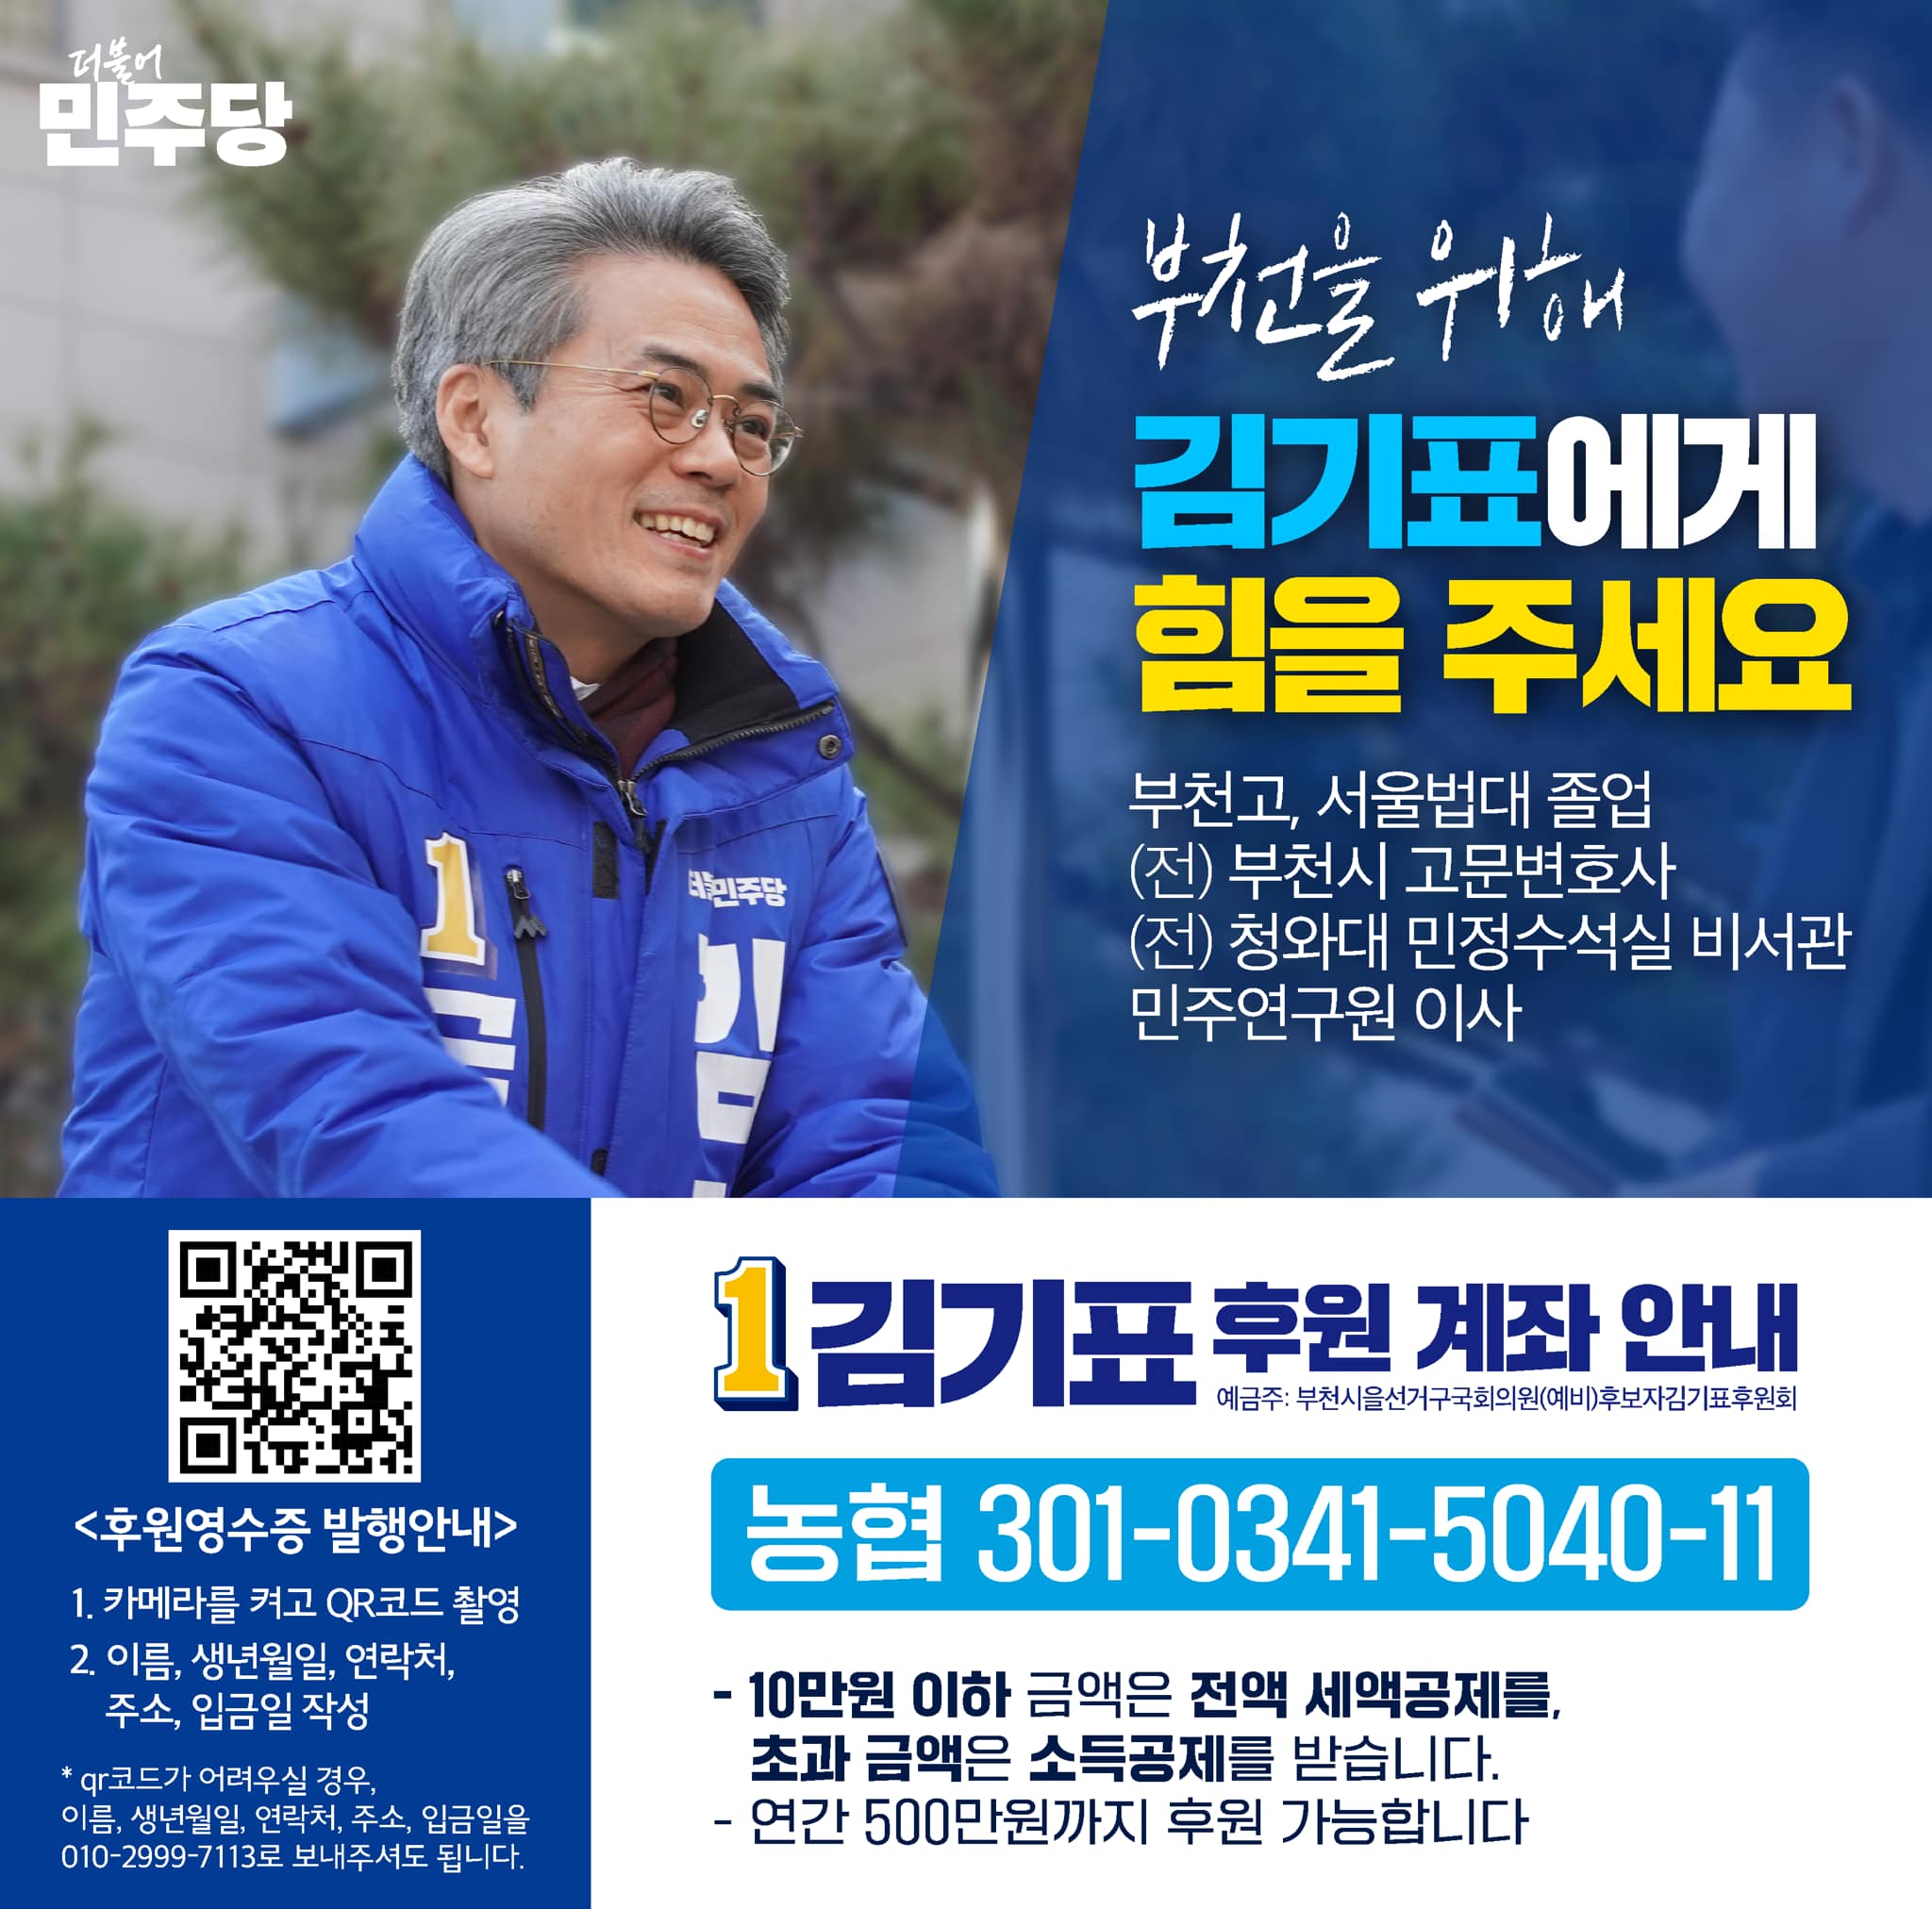 더불어
민주당
부천을 위해
김기표에게
힘을 주세요
부천고, 서울법대 졸업
(전) 부천시 고문변호사
(전) 청와대 민정수석실 비서관
민주연구원 이사
1
더불어민주당
김
<후원영수증 발행안내>
1. 카메라를 켜고 QR코드 촬영
2. 이름, 생년월일, 연락처,
주소, 입금일 작성
* qr코드가 어려우실 경우,
이름, 생년월일, 연락처, 주소, 입금일을
010-2999-7113로 보내주셔도 됩니다.
1 김기표 후원 계좌 안내
예금주: 부천시을선거구국회의원(예비)후보자김기표후원회
농협 301-0341-5040-11
- 10만원 이하 금액은 전액 세액공제를,
초과 금액은 소득공제를 받습니다.
- 연간 500만원까지 후원 가능합니다